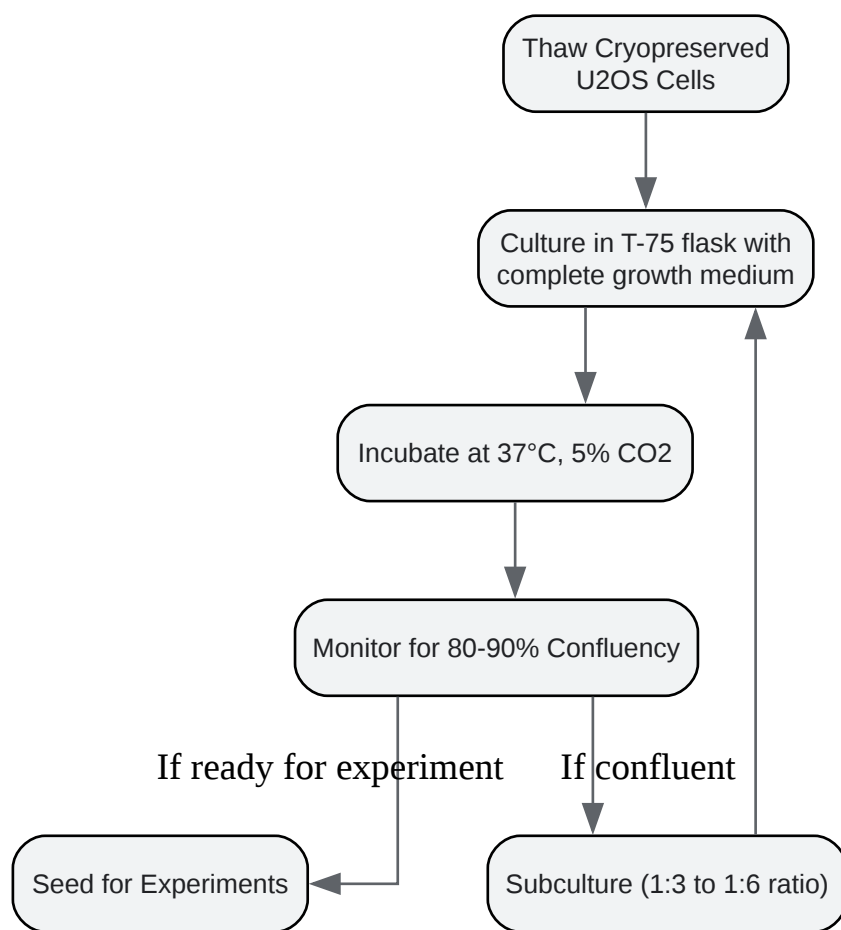 Thaw Cryopreserved
U2OS Cells
Culture in T-75 flask with
complete growth medium
Incubate at 37°C, 5% CO2
Monitor for 80-90% Confluency
If ready for experiment
If confluent
Seed for Experiments
Subculture (1:3 to 1:6 ratio)